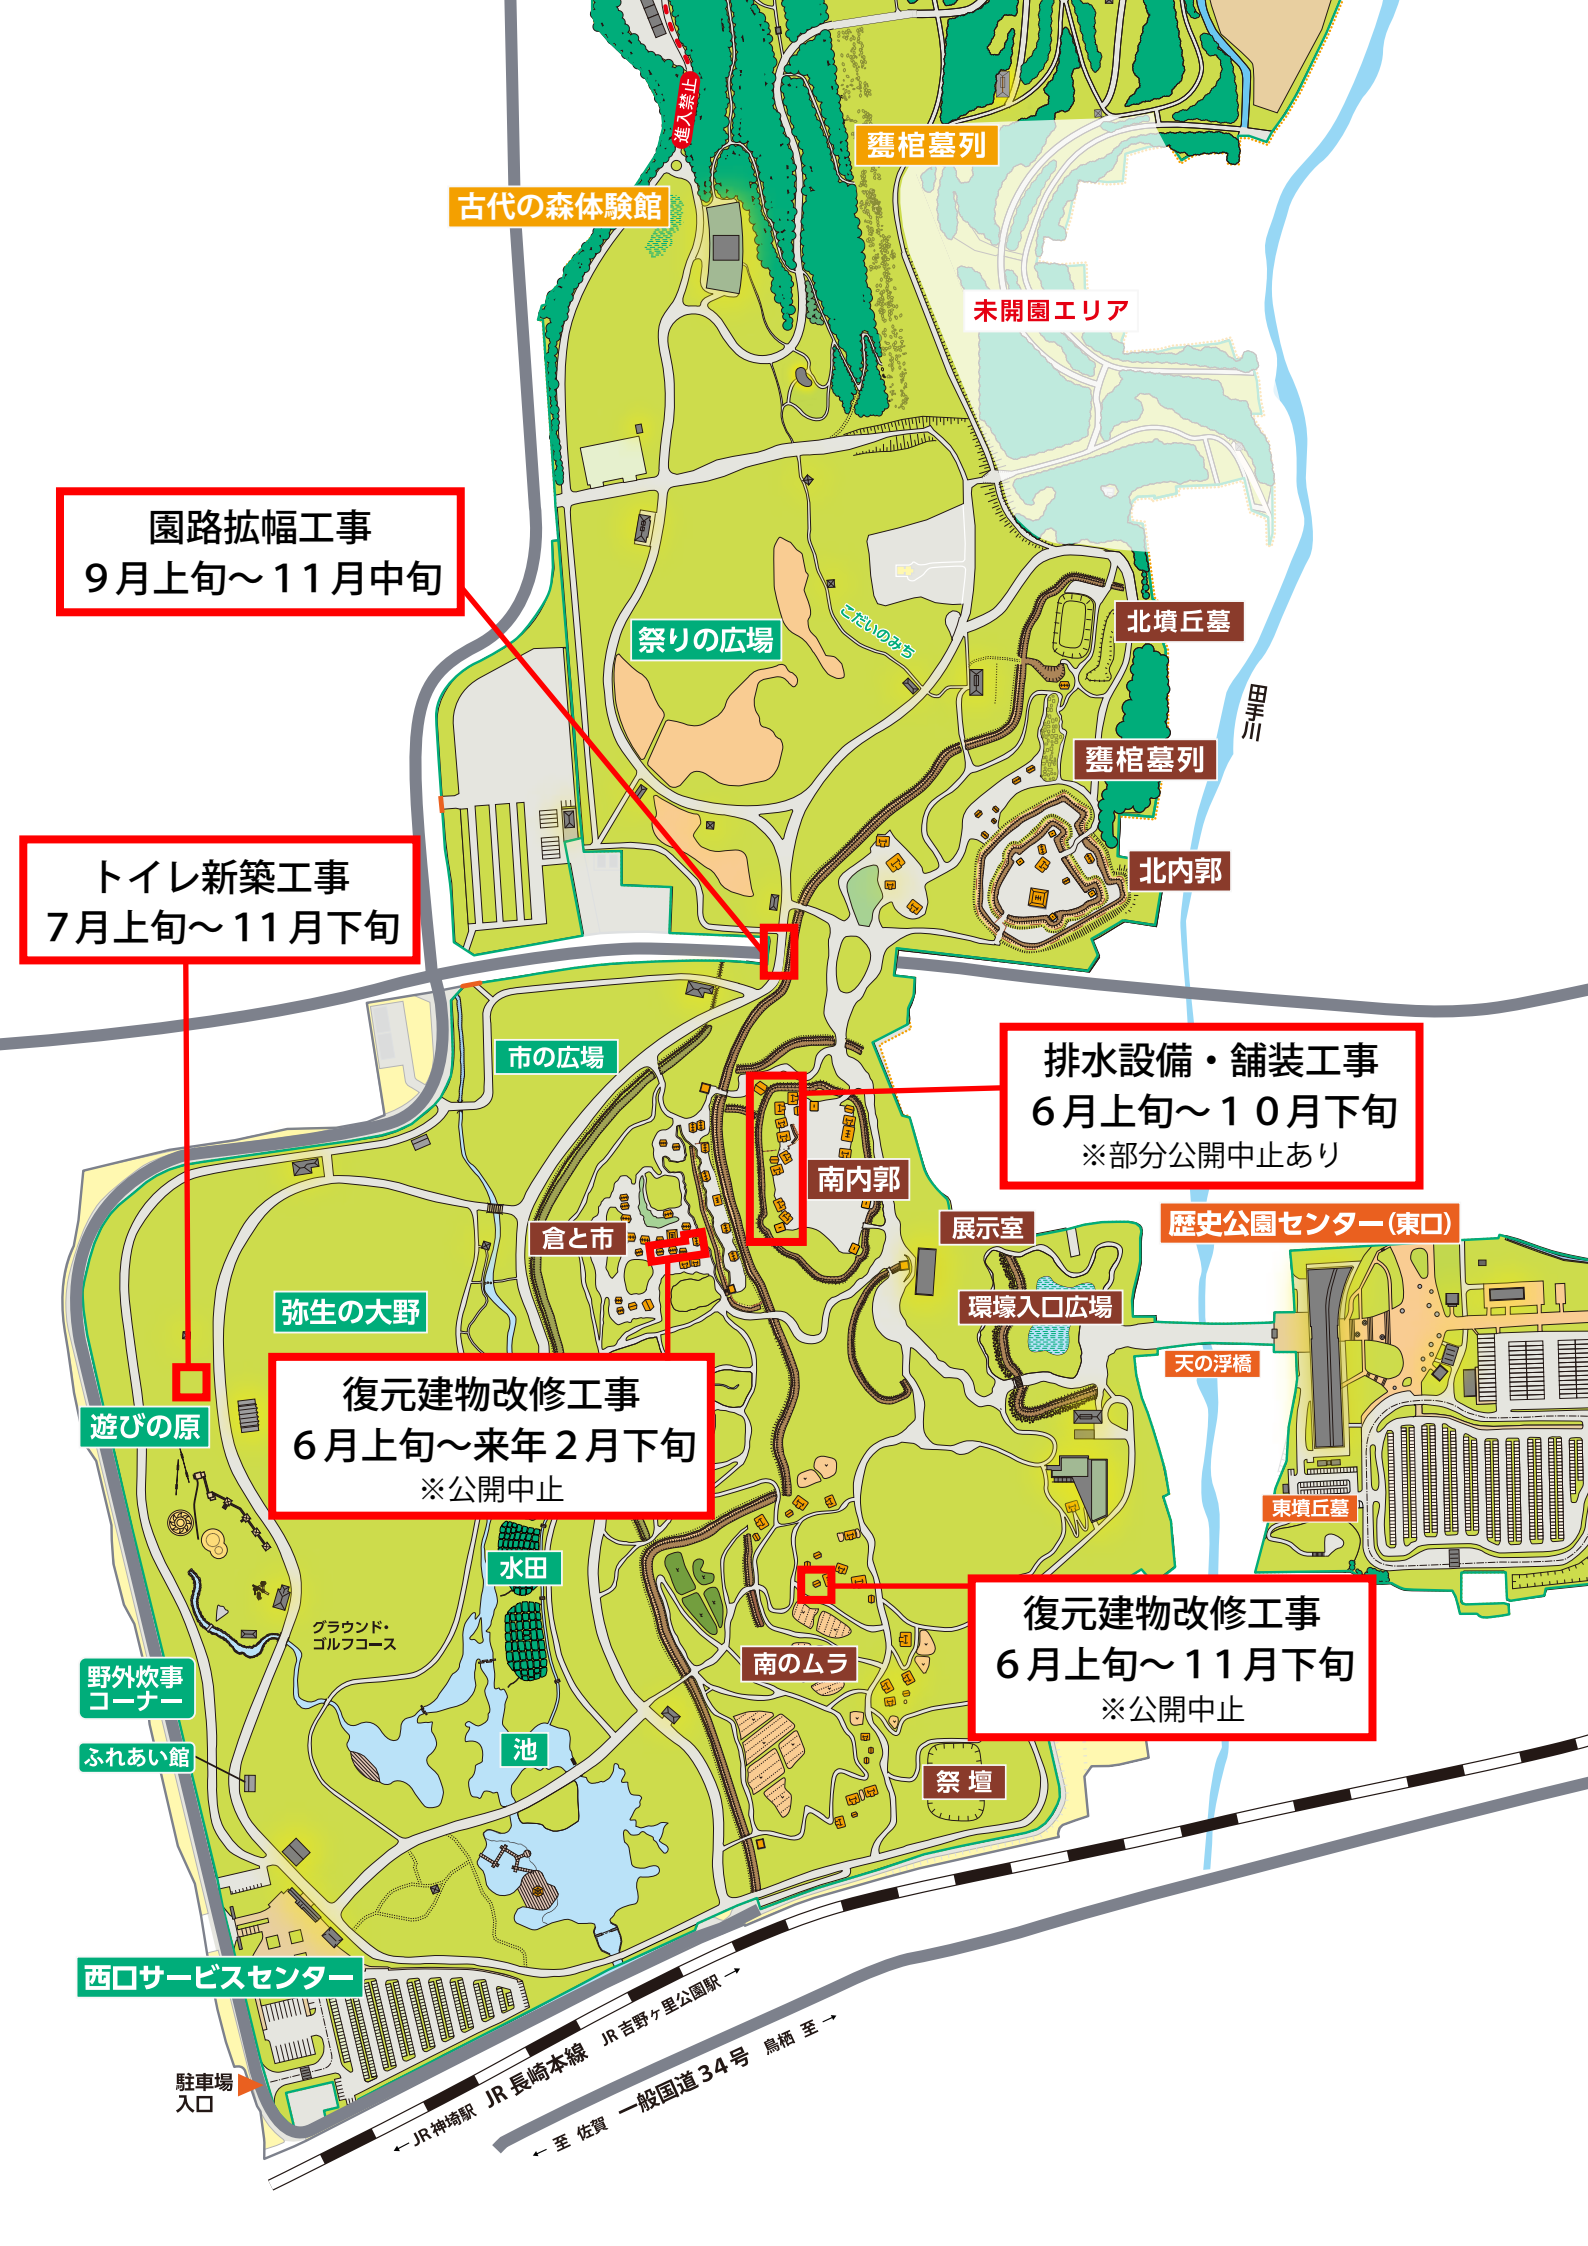 進入禁止
甕棺墓列
古代の森体験館
未開園エリア
園路拡幅工事
９月上旬～１１月中旬
祭りの広場
こだいのみち
北墳丘墓
田手川
甕棺墓列
北内郭
トイレ新築工事
７月上旬～１１月下旬
市の広場
排水設備・舗装工事
６月上旬～１０月下旬
※部分公開中止あり
南内郭
倉と市
展示室
歴史公園センター（東口）
環壕入口広場
弥生の大野
天の浮橋
復元建物改修工事
６月上旬～来年２月下旬
※公開中止
遊びの原
東墳丘墓
水田
復元建物改修工事
６月上旬～１１月下旬
※公開中止
グラウンド・
ゴルフコース
南のムラ
野外炊事
コーナー
ふれあい館
池
祭壇
西口サービスセンター
駐車場
入口
←JR神埼駅 JR長崎本線 JR吉野ヶ里公園駅→
←至 佐賀 一般国道34号 鳥栖 至→